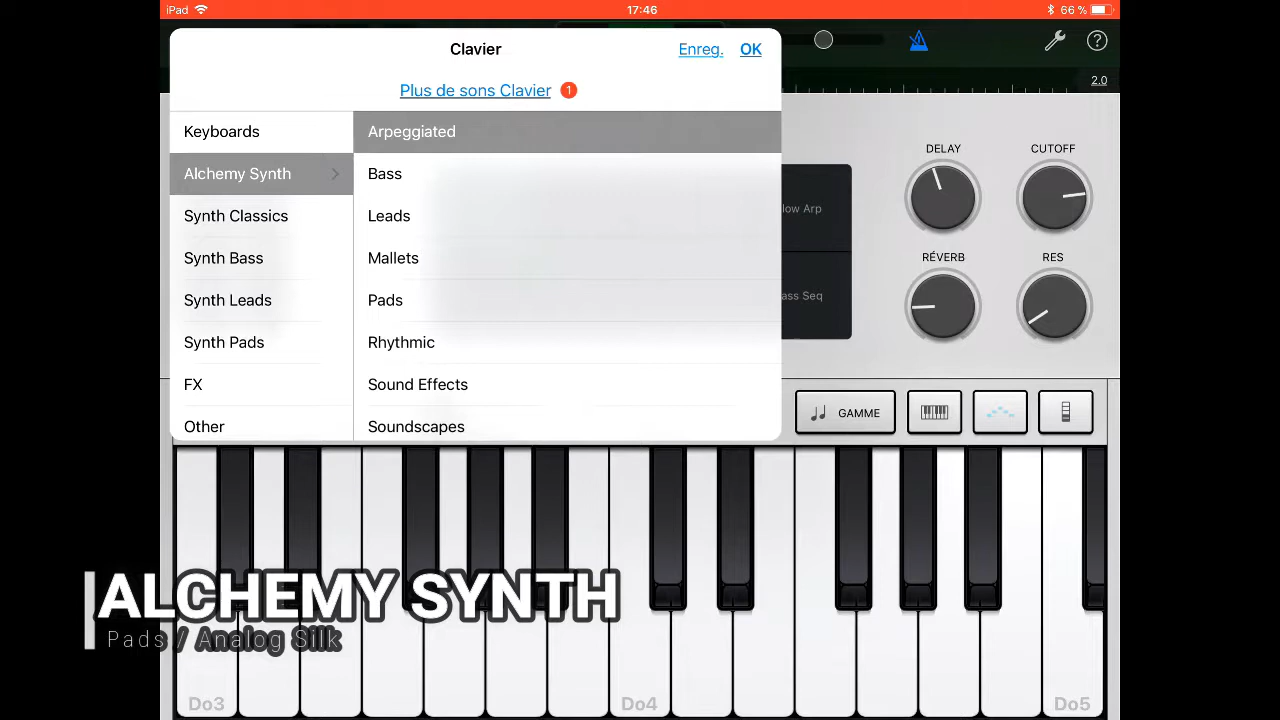 iPad 17:46 66 %
Clavier Enreg. OK
Plus de sons Clavier 1
2.0
Keyboards
Alchemy Synth
Synth Classics
Synth Bass
Synth Leads
Synth Pads
FX
Other
Arpeggiated
Bass
Leads
Mallets
Pads
Rhythmic
Sound Effects
Soundscapes
low Arp
ass Seq
DELAY CUTOFF
RÉVERB RES
GAMME
ALCHEMY SYNTH
Pads / Analog Silk
Do3 Do4 Do5